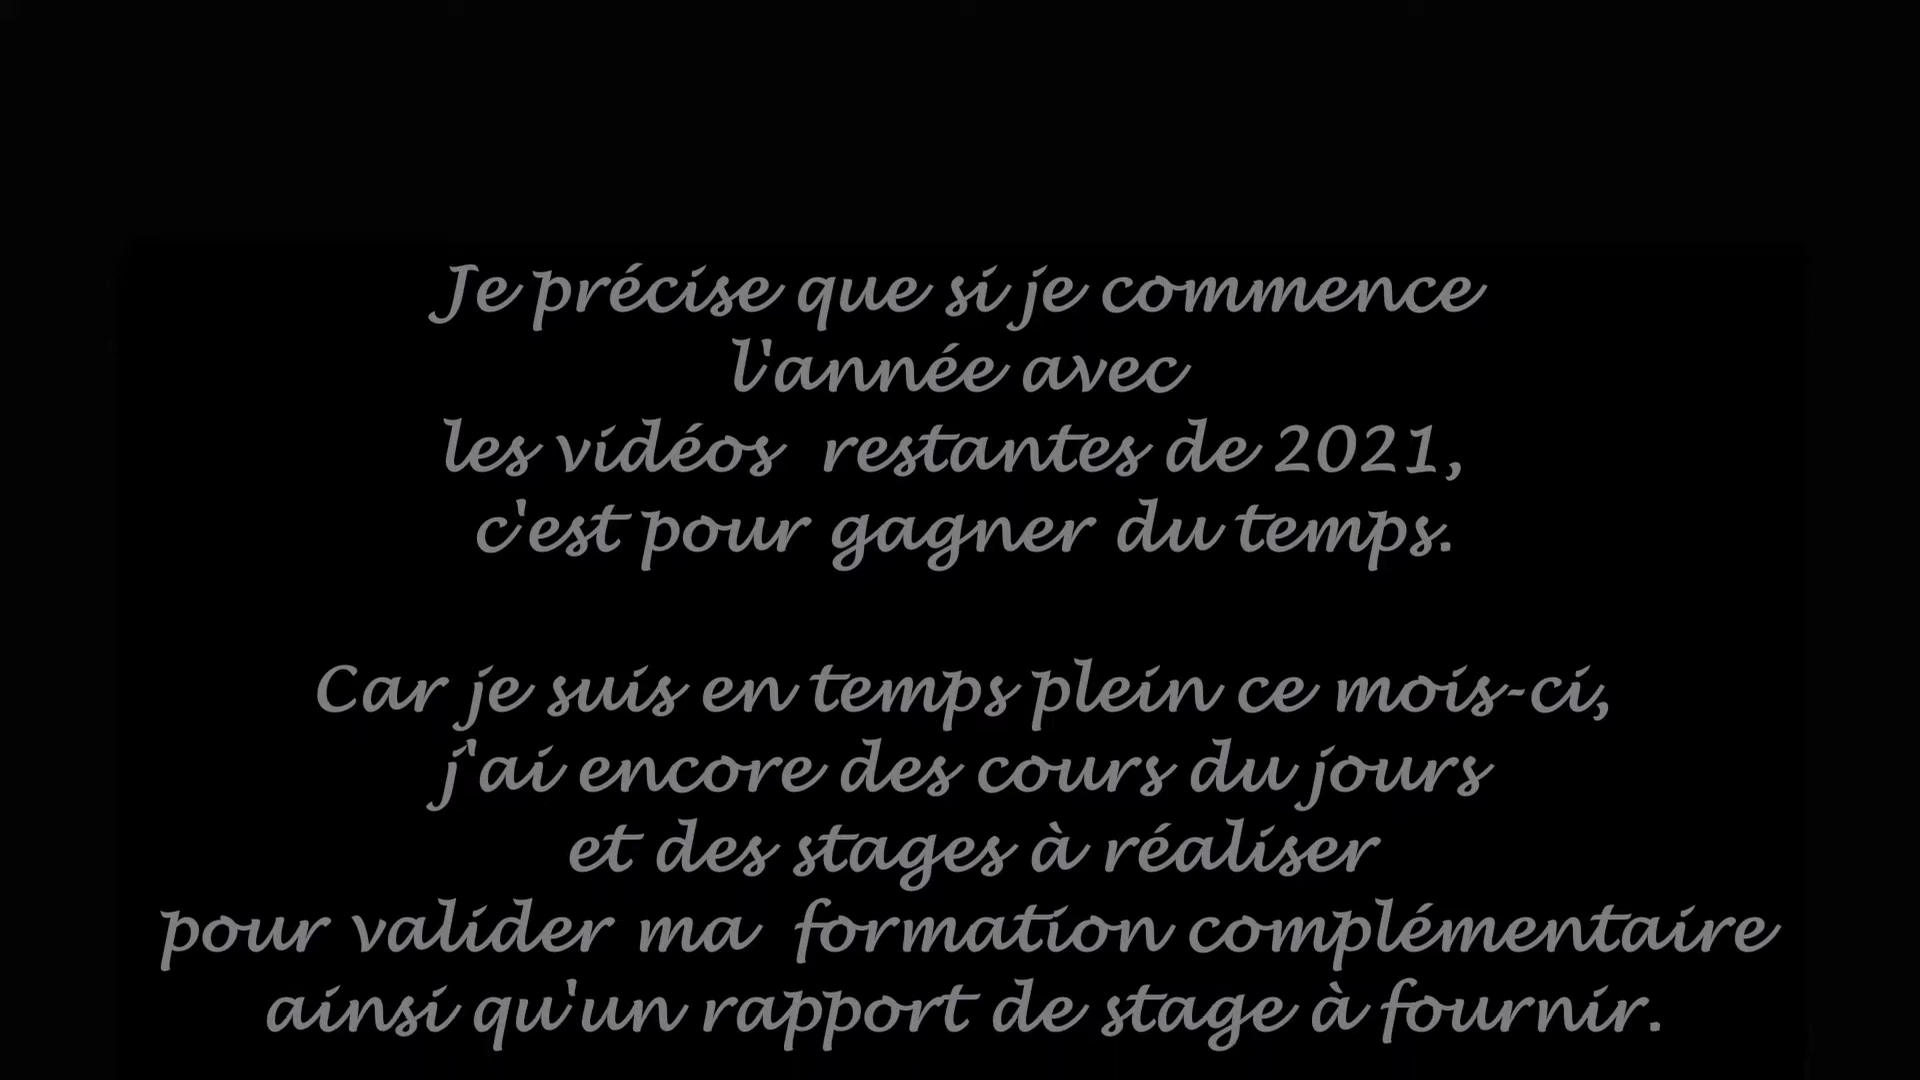 Je précise que si je commence
l'année avec
les vidéos restantes de 2021,
c'est pour gagner du temps.
Car je suis en temps plein ce mois-ci,
j'ai encore des cours du jours
et des stages à réaliser
pour valider ma formation complémentaire
ainsi qu'un rapport de stage à fournir.